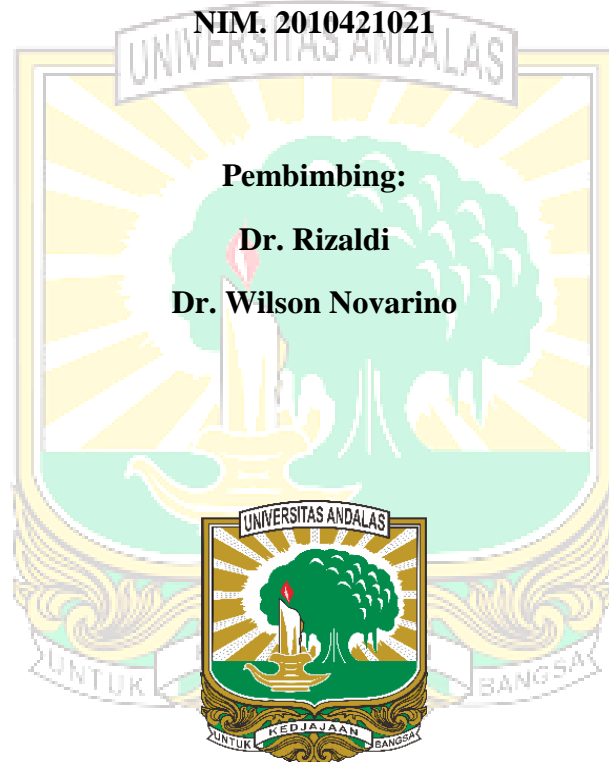 NIM. 2010421021
UNIVERSITAS ANDALAS
Pembimbing:
Dr. Rizaldi
Dr. Wilson Novarino
UNIVERSITAS ANDALAS
UNTUK KEDJAJAAN BANGSA
UNTUK BANGSA